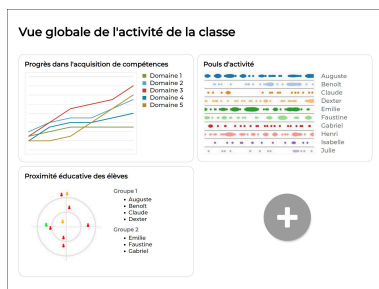 Vue globale de l'activité de la classe
Progrès dans l'acquisition de compétences
Domaine 1
Domaine 2
Domaine 3
Domaine 4
Domaine 5
Pouls d'activité
Auguste
Benoît
Claude
Dexter
Emilie
Faustine
Gabriel
Henri
Isabelle
Julie
Proximité éducative des élèves
Groupe 1
Auguste
Benoît
Claude
Dexter
Groupe 2
Emilie
Faustine
Gabriel